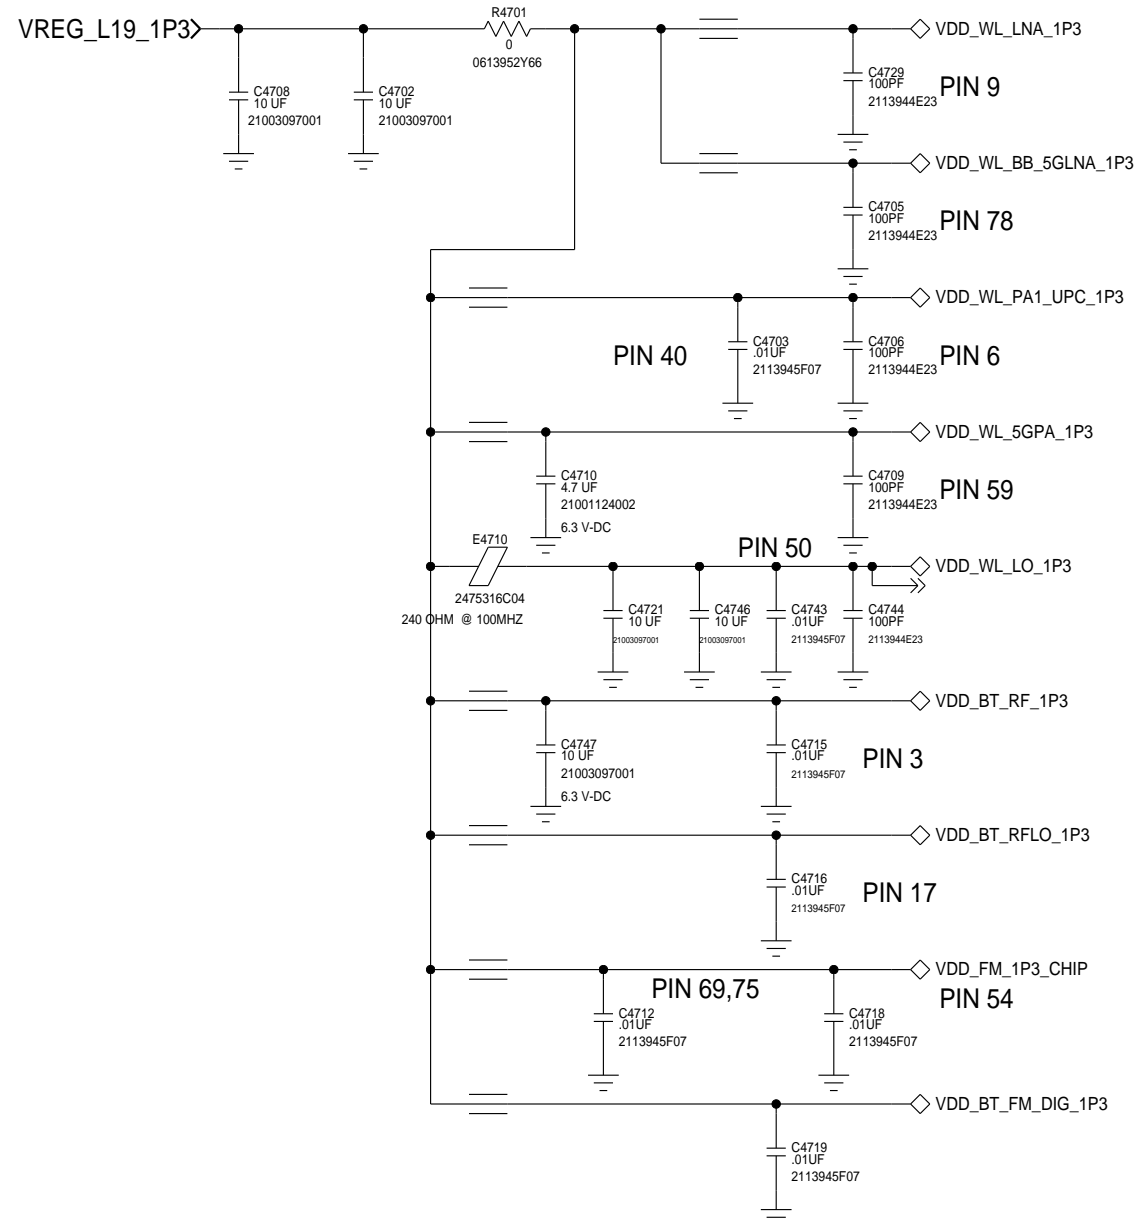 VREG_L19_1P3
R4701
0
0613952Y66
VDD_WL_LNA_1P3
C4708
10 UF
21003097001
C4702
10 UF
21003097001
C4729
100PF
2113944E23
PIN 9
VDD_WL_BB_5GLNA_1P3
C4705
100PF
2113944E23
PIN 78
VDD_WL_PA1_UPC_1P3
PIN 40
C4703
.01UF
2113945F07
C4706
100PF
2113944E23
PIN 6
VDD_WL_5GPA_1P3
C4710
4.7 UF
21001124002
6.3 V-DC
C4709
100PF
2113944E23
PIN 59
E4710
2475316C04
240 OHM @ 100MHZ
PIN 50
VDD_WL_LO_1P3
C4721
10 UF
21003097001
C4746
10 UF
21003097001
C4743
.01UF
2113945F07
C4744
100PF
2113944E23
VDD_BT_RF_1P3
C4747
10 UF
21003097001
6.3 V-DC
C4715
.01UF
2113945F07
PIN 3
VDD_BT_RFLO_1P3
C4716
.01UF
2113945F07
PIN 17
VDD_FM_1P3_CHIP
PIN 69,75
PIN 54
C4712
.01UF
2113945F07
C4718
.01UF
2113945F07
VDD_BT_FM_DIG_1P3
C4719
.01UF
2113945F07